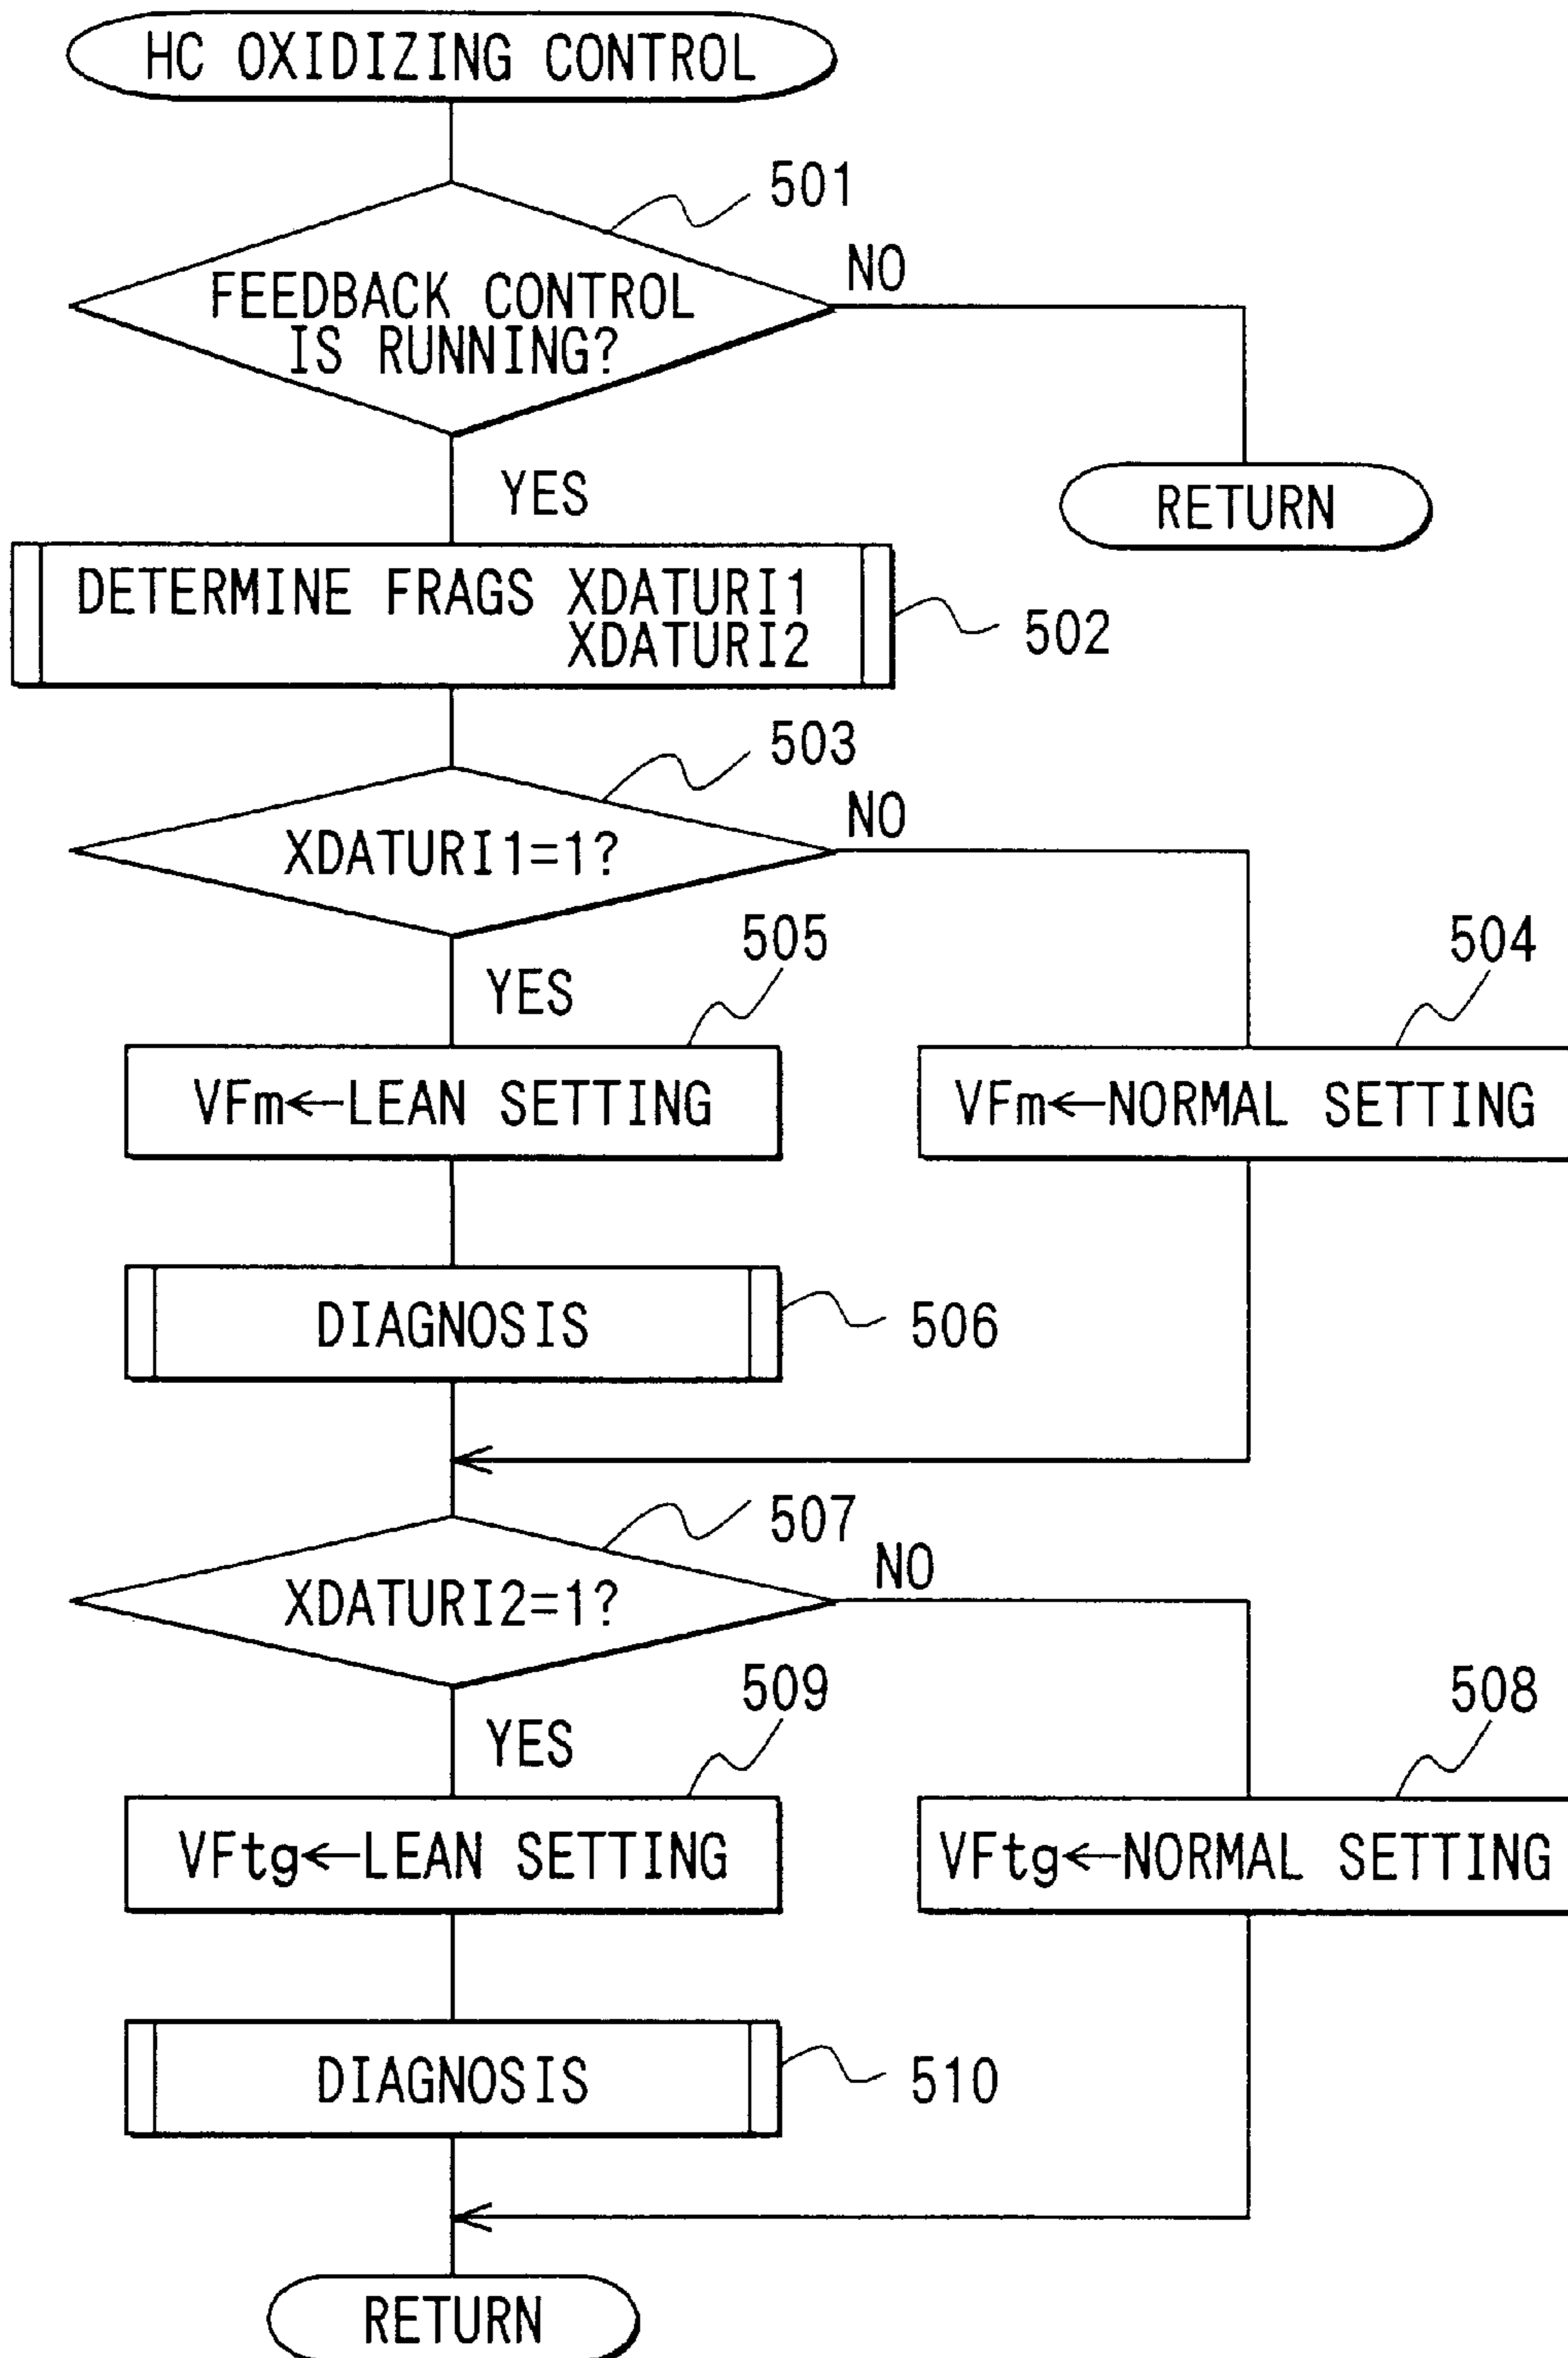 HC OXIDIZING CONTROL
501
FEEDBACK CONTROL
IS RUNNING?
NO
YES
RETURN
DETERMINE FRAGS XDATURI1
XDATURI2
502
503
XDATURI1=1?
NO
YES
505
504
VFm←LEAN SETTING
VFm←NORMAL SETTING
DIAGNOSIS
506
507
XDATURI2=1?
NO
YES
509
508
VFtg←LEAN SETTING
VFtg←NORMAL SETTING
DIAGNOSIS
510
RETURN